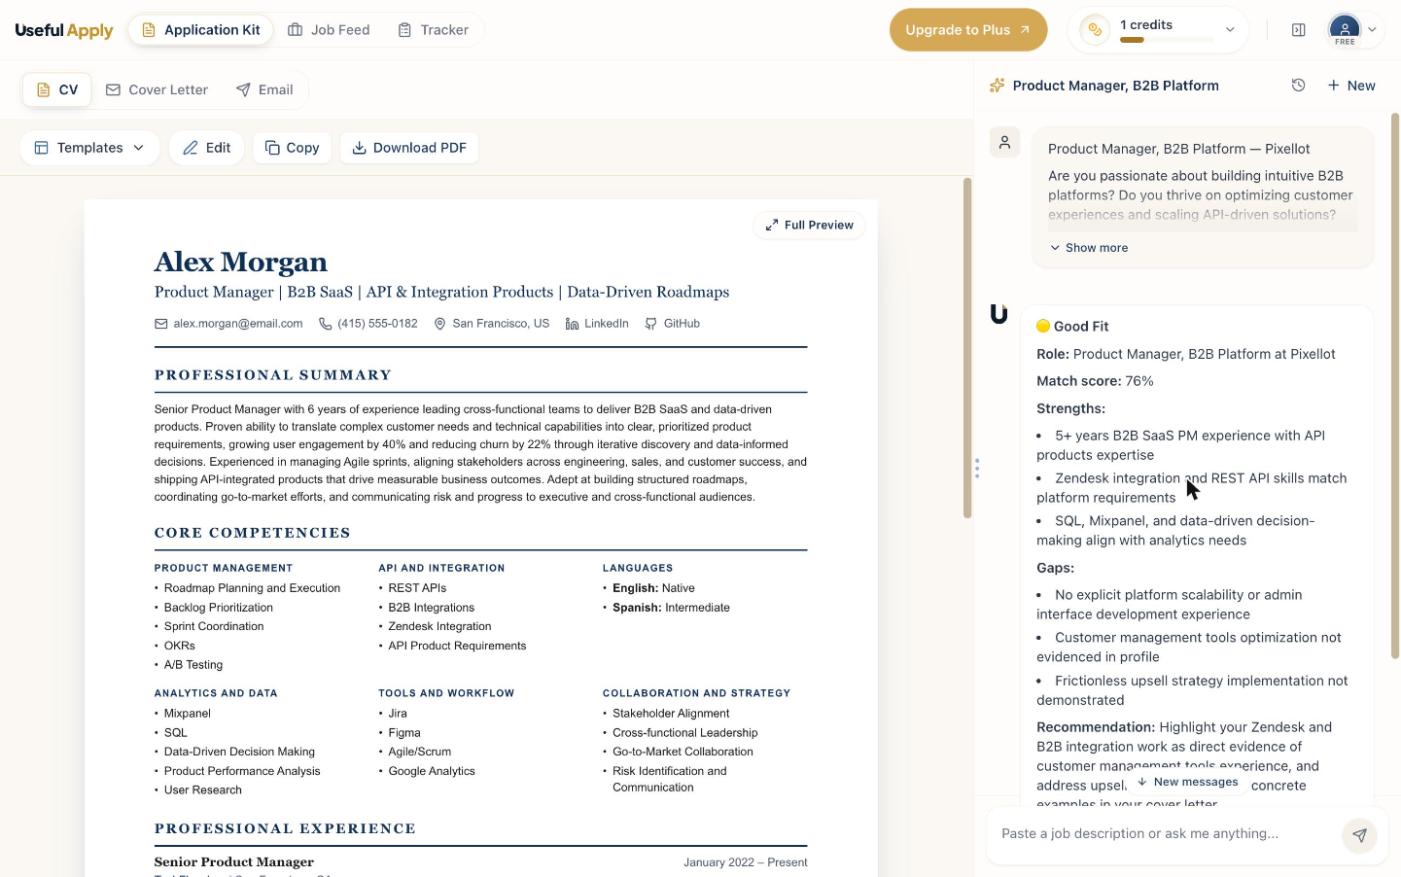 Useful Apply
Application Kit
Job Feed
Tracker
Upgrade to Plus
1 credits
FREE
CV
Cover Letter
Email
Templates
Edit
Copy
Download PDF
Full Preview
Alex Morgan
Product Manager | B2B SaaS | API & Integration Products | Data-Driven Roadmaps
alex.morgan@email.com (415) 555-0182 San Francisco, US LinkedIn GitHub
PROFESSIONAL SUMMARY
Senior Product Manager with 6 years of experience leading cross-functional teams to deliver B2B SaaS and data-driven
products. Proven ability to translate complex customer needs and technical capabilities into clear, prioritized product
requirements, growing user engagement by 40% and reducing churn by 22% through iterative discovery and data-informed
decisions. Experienced in managing Agile sprints, aligning stakeholders across engineering, sales, and customer success, and
shipping API-integrated products that drive measurable business outcomes. Adept at building structured roadmaps,
coordinating go-to-market efforts, and communicating risk and progress to executive and cross-functional audiences.
CORE COMPETENCIES
PRODUCT MANAGEMENT
• Roadmap Planning and Execution
• Backlog Prioritization
• Sprint Coordination
• OKRs
• A/B Testing
API AND INTEGRATION
• REST APIs
• B2B Integrations
• Zendesk Integration
• API Product Requirements
LANGUAGES
• English: Native
• Spanish: Intermediate
ANALYTICS AND DATA
• Mixpanel
• SQL
• Data-Driven Decision Making
• Product Performance Analysis
• User Research
TOOLS AND WORKFLOW
• Jira
• Figma
• Agile/Scrum
• Google Analytics
COLLABORATION AND STRATEGY
• Stakeholder Alignment
• Cross-functional Leadership
• Go-to-Market Collaboration
• Risk Identification and
Communication
PROFESSIONAL EXPERIENCE
Senior Product Manager January 2022 – Present
Product Manager, B2B Platform
New
Product Manager, B2B Platform — Pixellot
Are you passionate about building intuitive B2B
platforms? Do you thrive on optimizing customer
experiences and scaling API-driven solutions?
Show more
Good Fit
Role: Product Manager, B2B Platform at Pixellot
Match score: 76%
Strengths:
• 5+ years B2B SaaS PM experience with API
products expertise
• Zendesk integration and REST API skills match
platform requirements
• SQL, Mixpanel, and data-driven decision-
making align with analytics needs
Gaps:
• No explicit platform scalability or admin
interface development experience
• Customer management tools optimization not
evidenced in profile
• Frictionless upsell strategy implementation not
demonstrated
Recommendation: Highlight your Zendesk and
B2B integration work as direct evidence of
customer management tools experience, and
address upsel concrete
examples in your cover letter
New messages
Paste a job description or ask me anything...